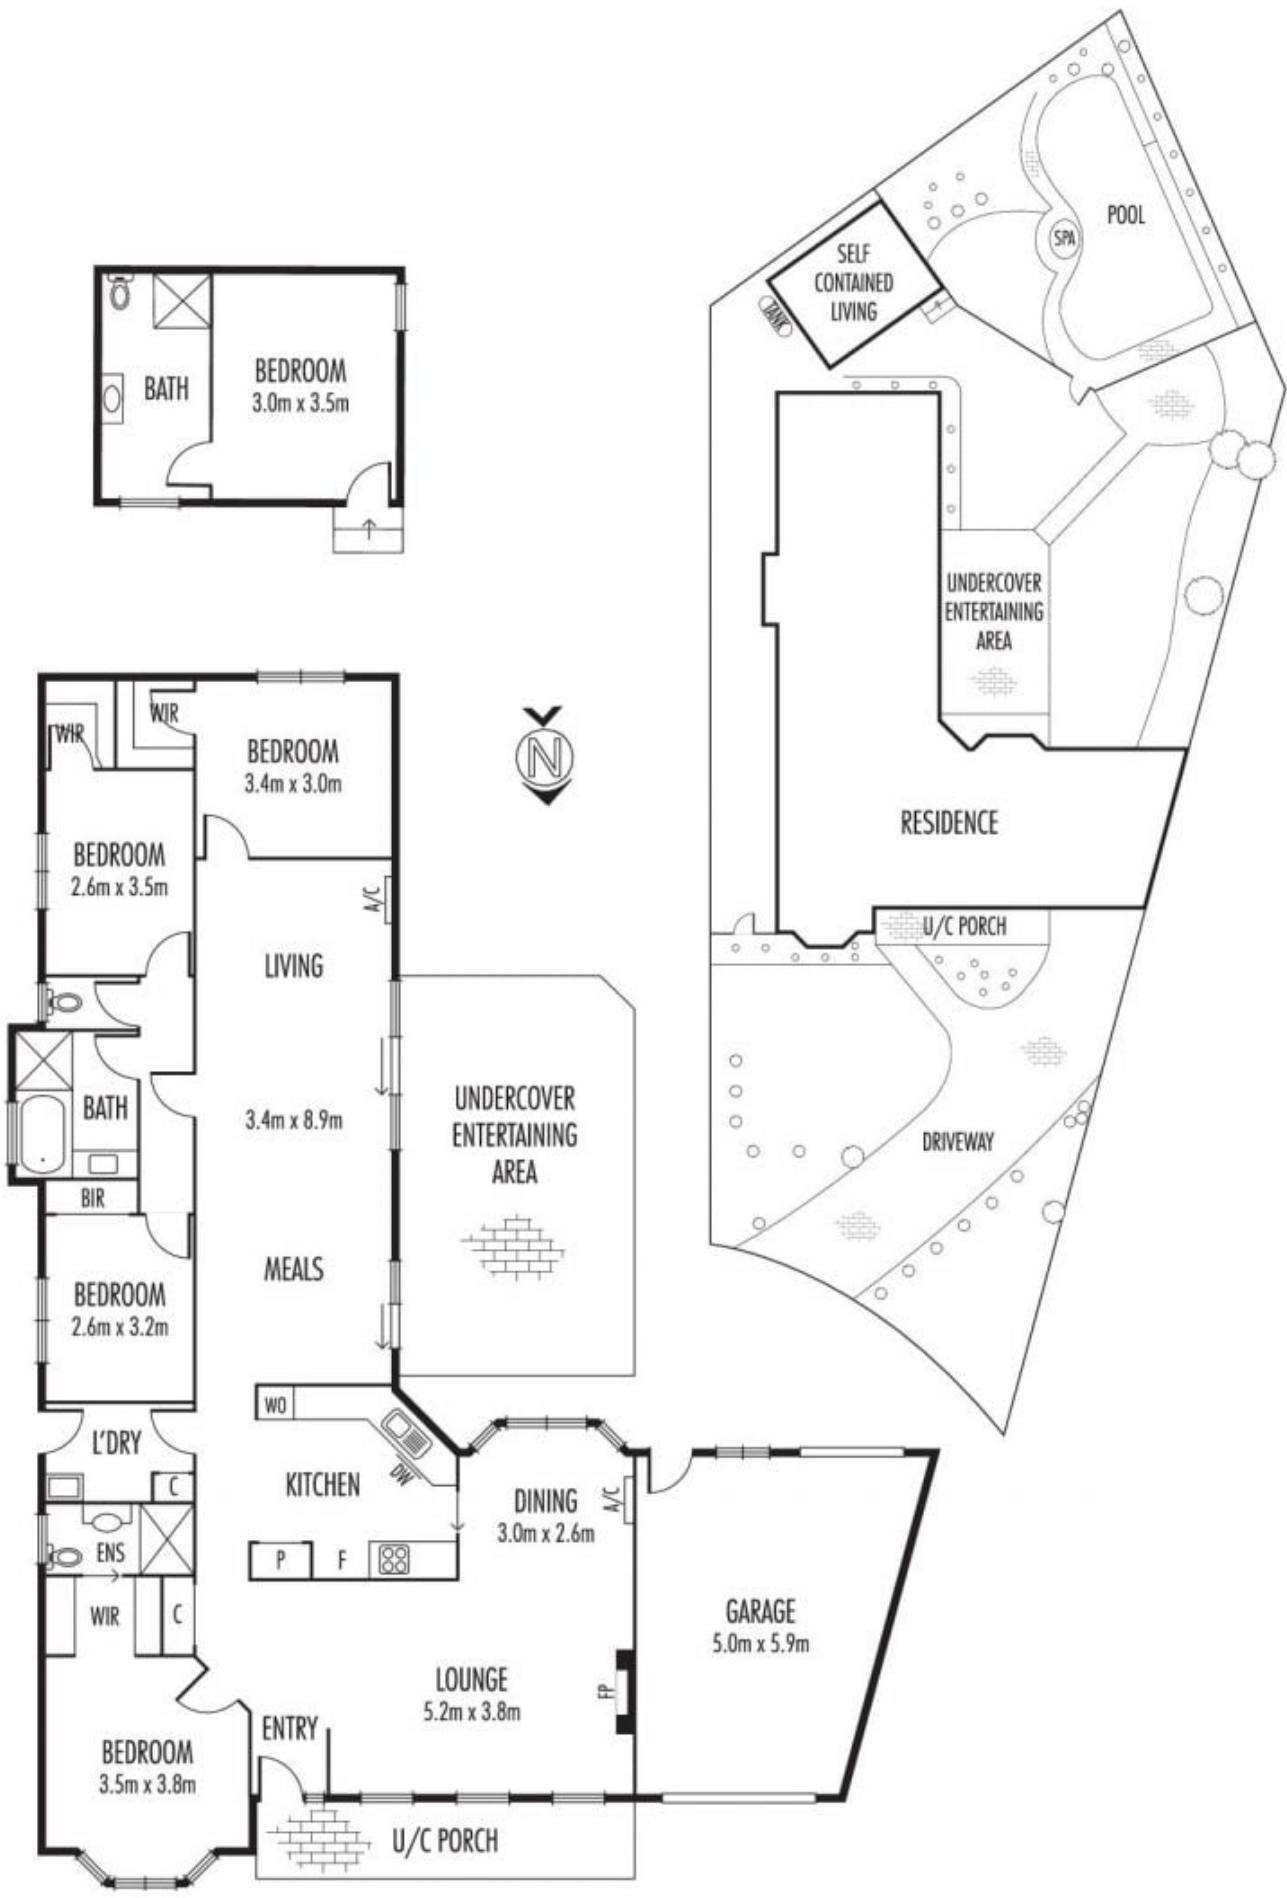 BATH
BEDROOM
3.0m x 3.5m
POOL
SPA
SELF
CONTAINED
LIVING
TANK
UNDERCOVER
ENTERTAINING
AREA
RESIDENCE
U/C PORCH
DRIVEWAY
N
WIR
WIR
BEDROOM
3.4m x 3.0m
BEDROOM
2.6m x 3.5m
A/C
LIVING
3.4m x 8.9m
BATH
UNDERCOVER
ENTERTAINING
AREA
BIR
MEALS
BEDROOM
2.6m x 3.2m
WO
L'DRY
C
KITCHEN
DW
DINING
3.0m x 2.6m
A/C
ENS
P
F
WIR
C
GARAGE
5.0m x 5.9m
LOUNGE
5.2m x 3.8m
FP
ENTRY
BEDROOM
3.5m x 3.8m
U/C PORCH